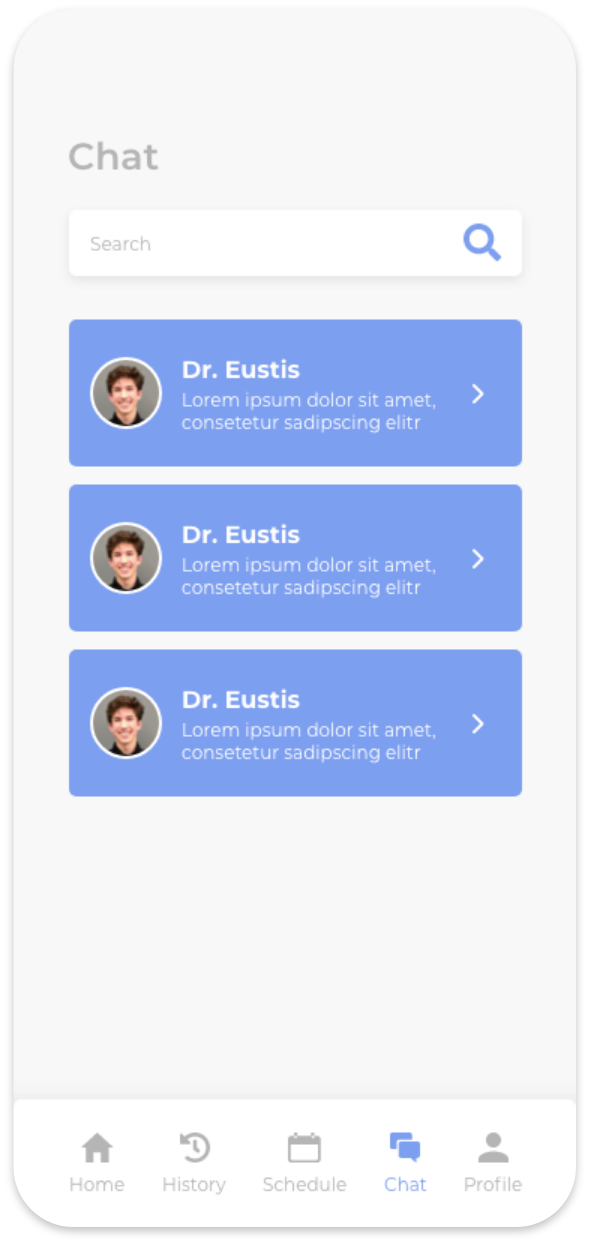 Chat
Search
Dr. Eustis
Lorem ipsum dolor sit amet,
consetetur sadipscing elitr
Dr. Eustis
Lorem ipsum dolor sit amet,
consetetur sadipscing elitr
Dr. Eustis
Lorem ipsum dolor sit amet,
consetetur sadipscing elitr
Home History Schedule Chat Profile